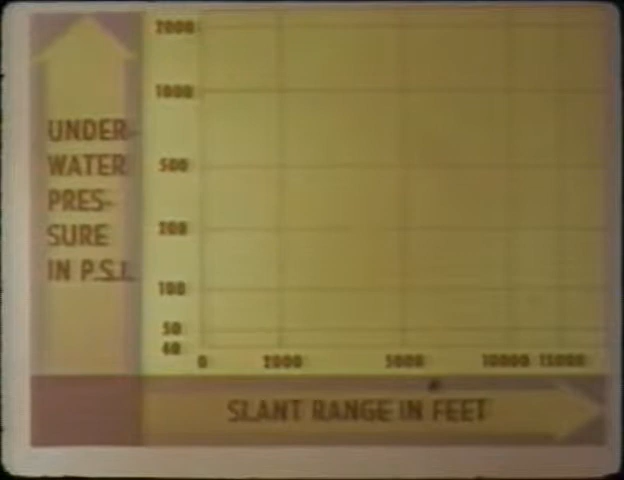 2000
1000
500
200
100
50
40
UNDER-
WATER
PRES-
SURE
IN P.S.I.
0 2000 5000 10000 15000
SLANT RANGE IN FEET